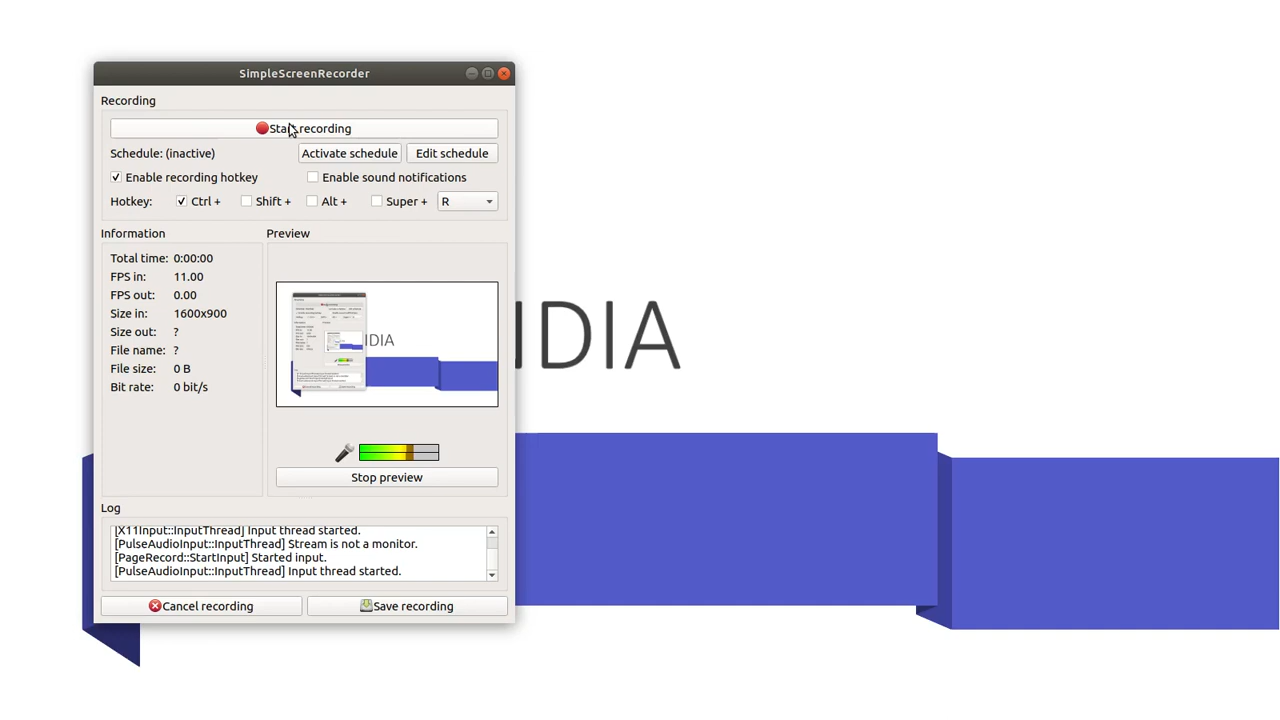 SimpleScreenRecorder
Recording
Start recording
Schedule: (inactive) Activate schedule Edit schedule
Enable recording hotkey Enable sound notifications
Hotkey: Ctrl + Shift + Alt + Super + R
Information Preview
Total time: 0:00:00
FPS in: 11.00
FPS out: 0.00
Size in: 1600x900
Size out: ?
File name: ?
File size: 0 B
Bit rate: 0 bit/s
IDIA
Stop preview
Log
[X11Input::InputThread] Input thread started.
[PulseAudioInput::InputThread] Stream is not a monitor.
[PageRecord::StartInput] Started input.
[PulseAudioInput::InputThread] Input thread started.
Cancel recording Save recording